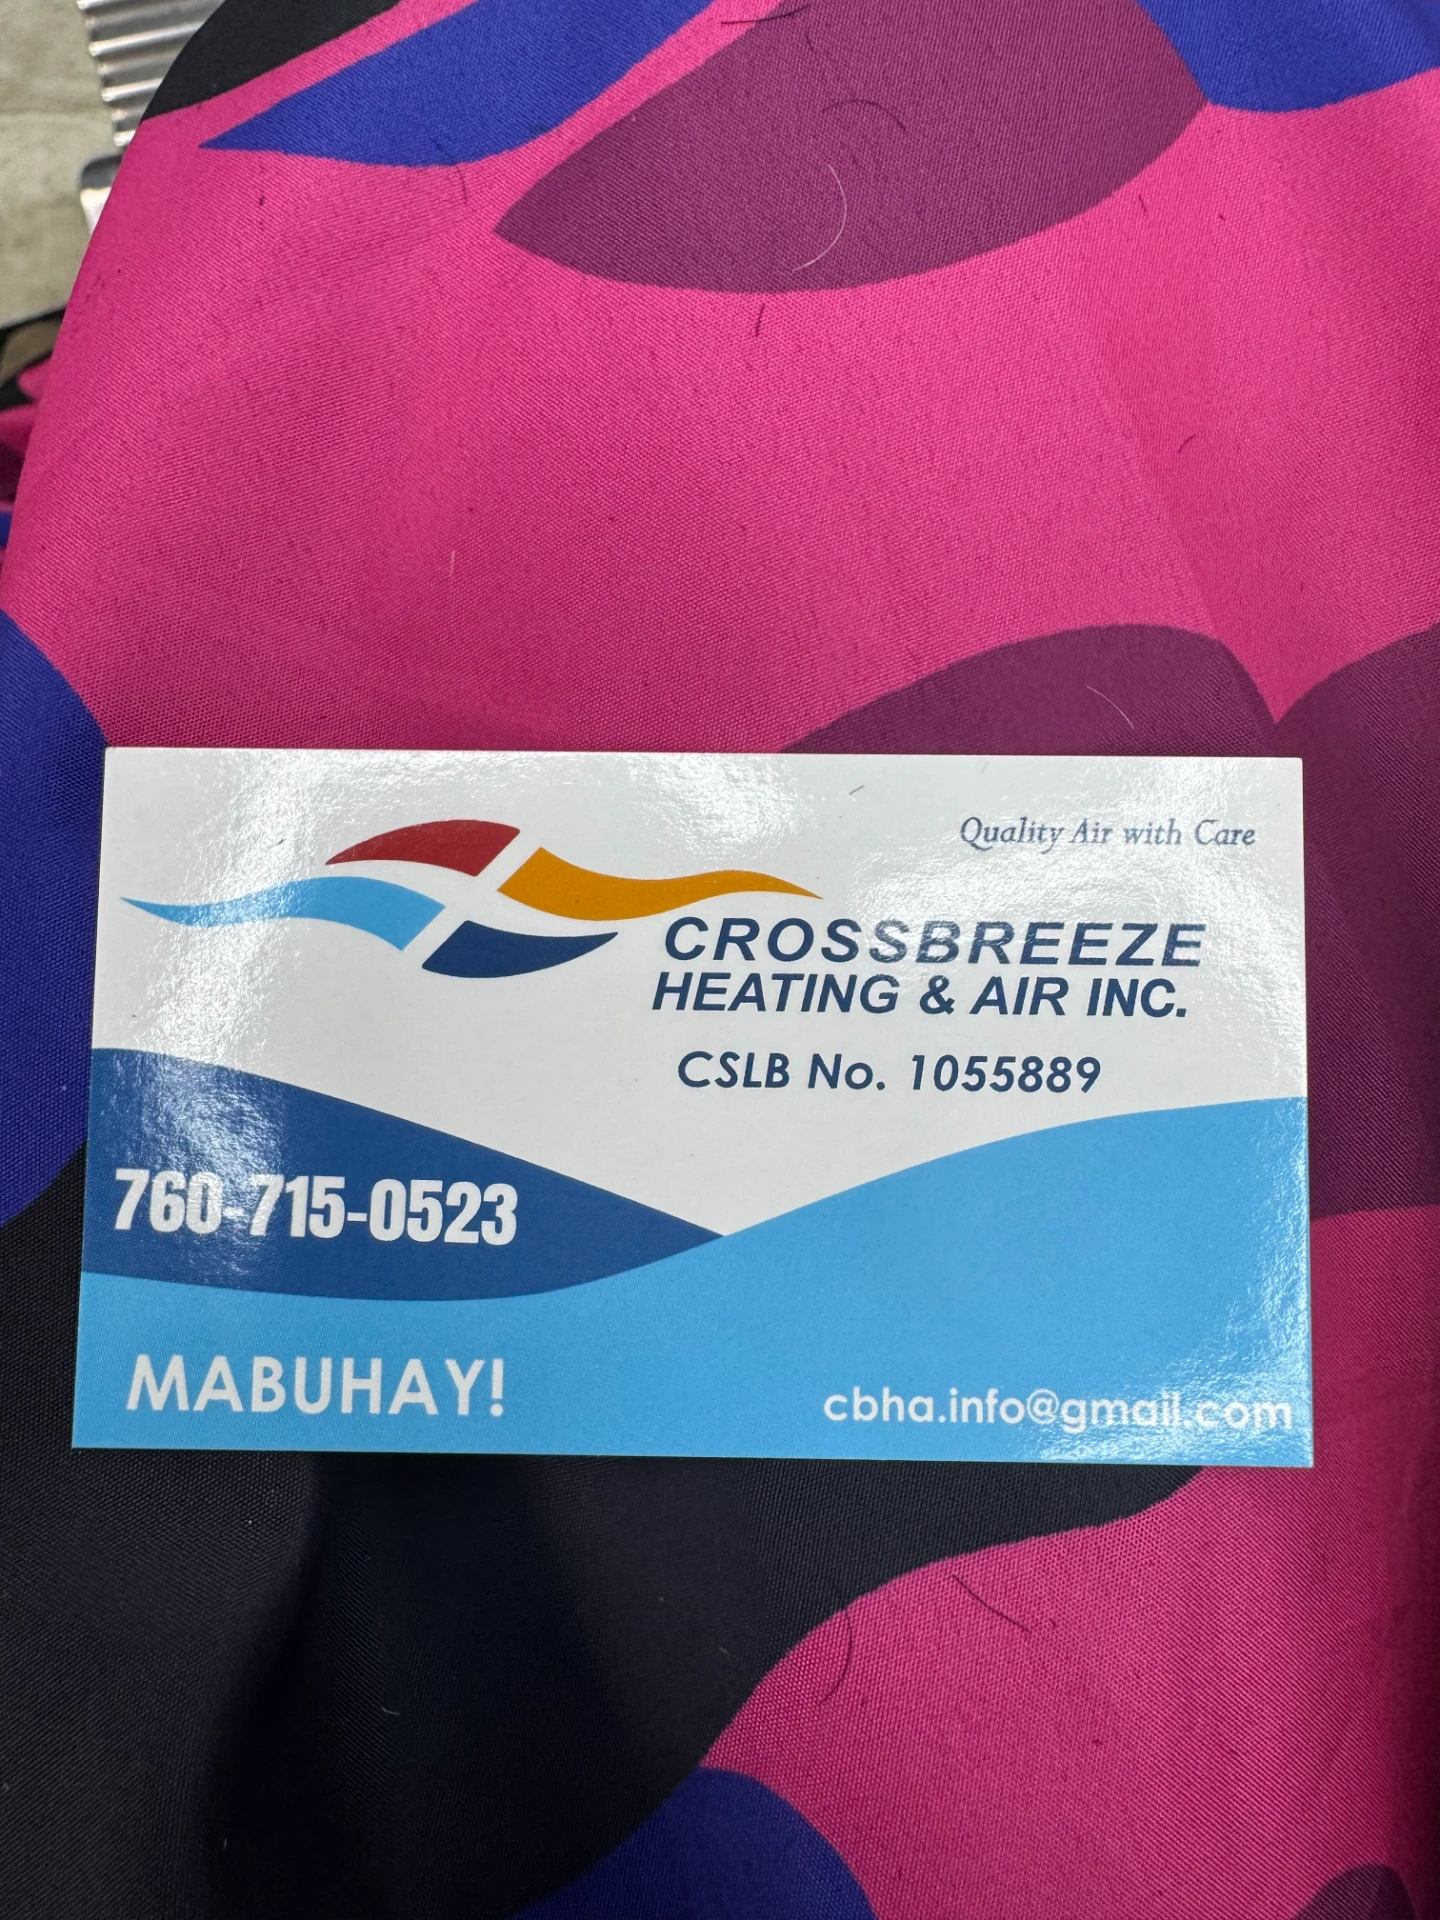 Quality Air with Care
CROSSBREEZE
HEATING & AIR INC.
CSLB No. 1055889
760-715-0523
MABUHAY!
cbha.info@gmail.com